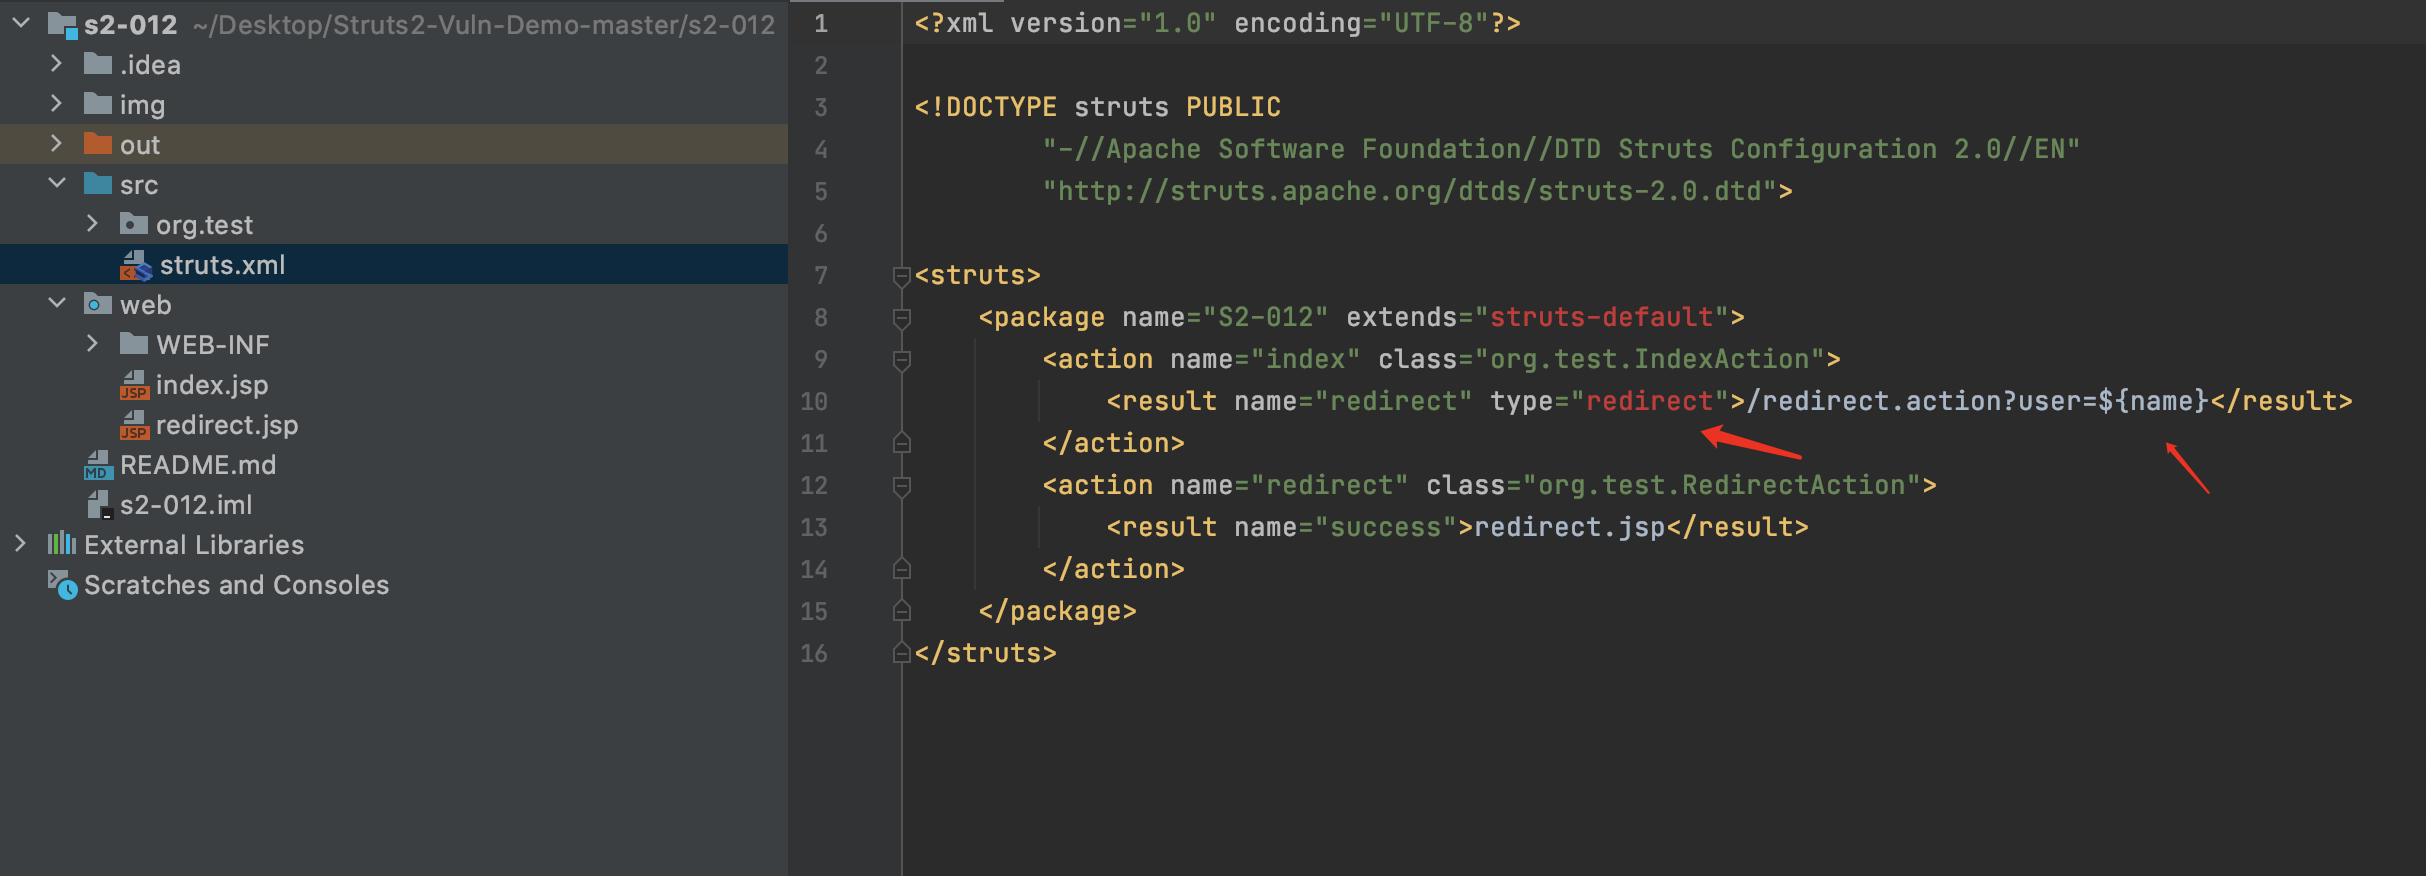 s2-012 ~/Desktop/Struts2-Vuln-Demo-master/s2-012
.idea
img
out
src
org.test
struts.xml
web
WEB-INF
index.jsp
redirect.jsp
README.md
s2-012.iml
External Libraries
Scratches and Consoles
1 <?xml version="1.0" encoding="UTF-8"?>
2
3 <!DOCTYPE struts PUBLIC
4 "-//Apache Software Foundation//DTD Struts Configuration 2.0//EN"
5 "http://struts.apache.org/dtds/struts-2.0.dtd">
6
7 <struts>
8 <package name="S2-012" extends="struts-default">
9 <action name="index" class="org.test.IndexAction">
10 <result name="redirect" type="redirect">/redirect.action?user=${name}</result>
11 </action>
12 <action name="redirect" class="org.test.RedirectAction">
13 <result name="success">redirect.jsp</result>
14 </action>
15 </package>
16 </struts>